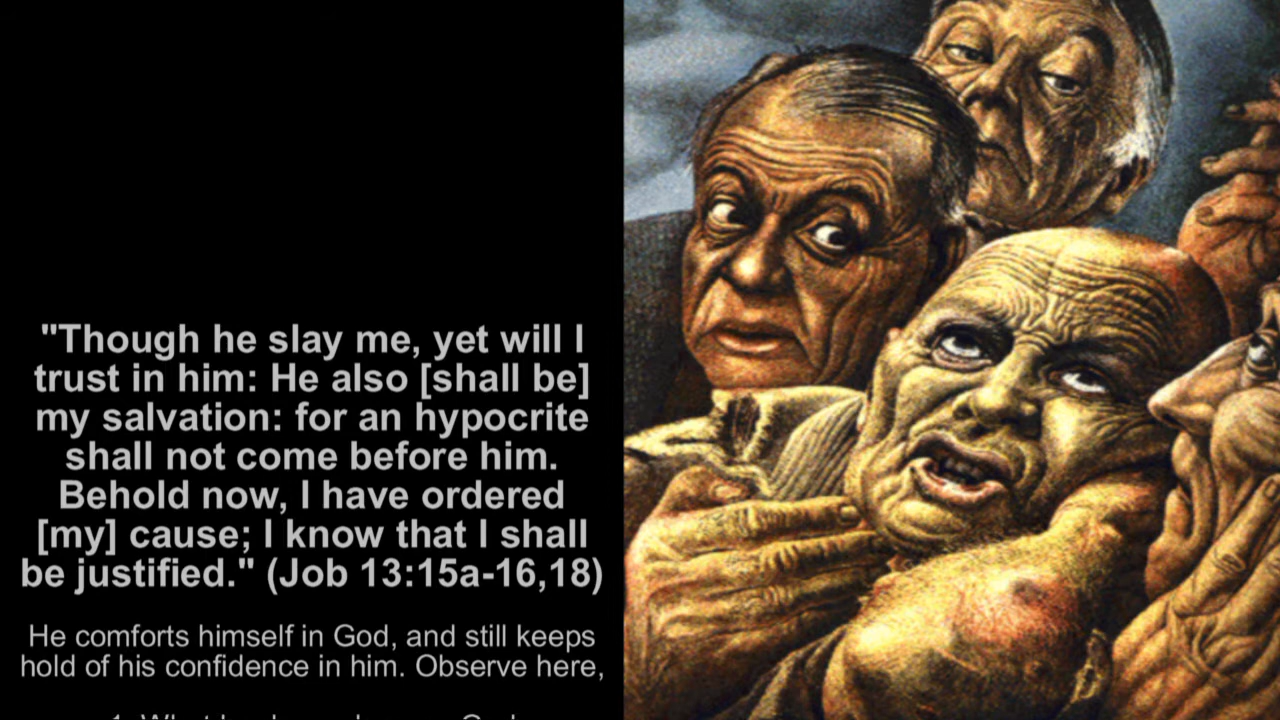 "Though he slay me, yet will I
trust in him: He also [shall be]
my salvation: for an hypocrite
shall not come before him.
Behold now, I have ordered
[my] cause; I know that I shall
be justified." (Job 13:15a-16,18)
He comforts himself in God, and still keeps
hold of his confidence in him. Observe here,